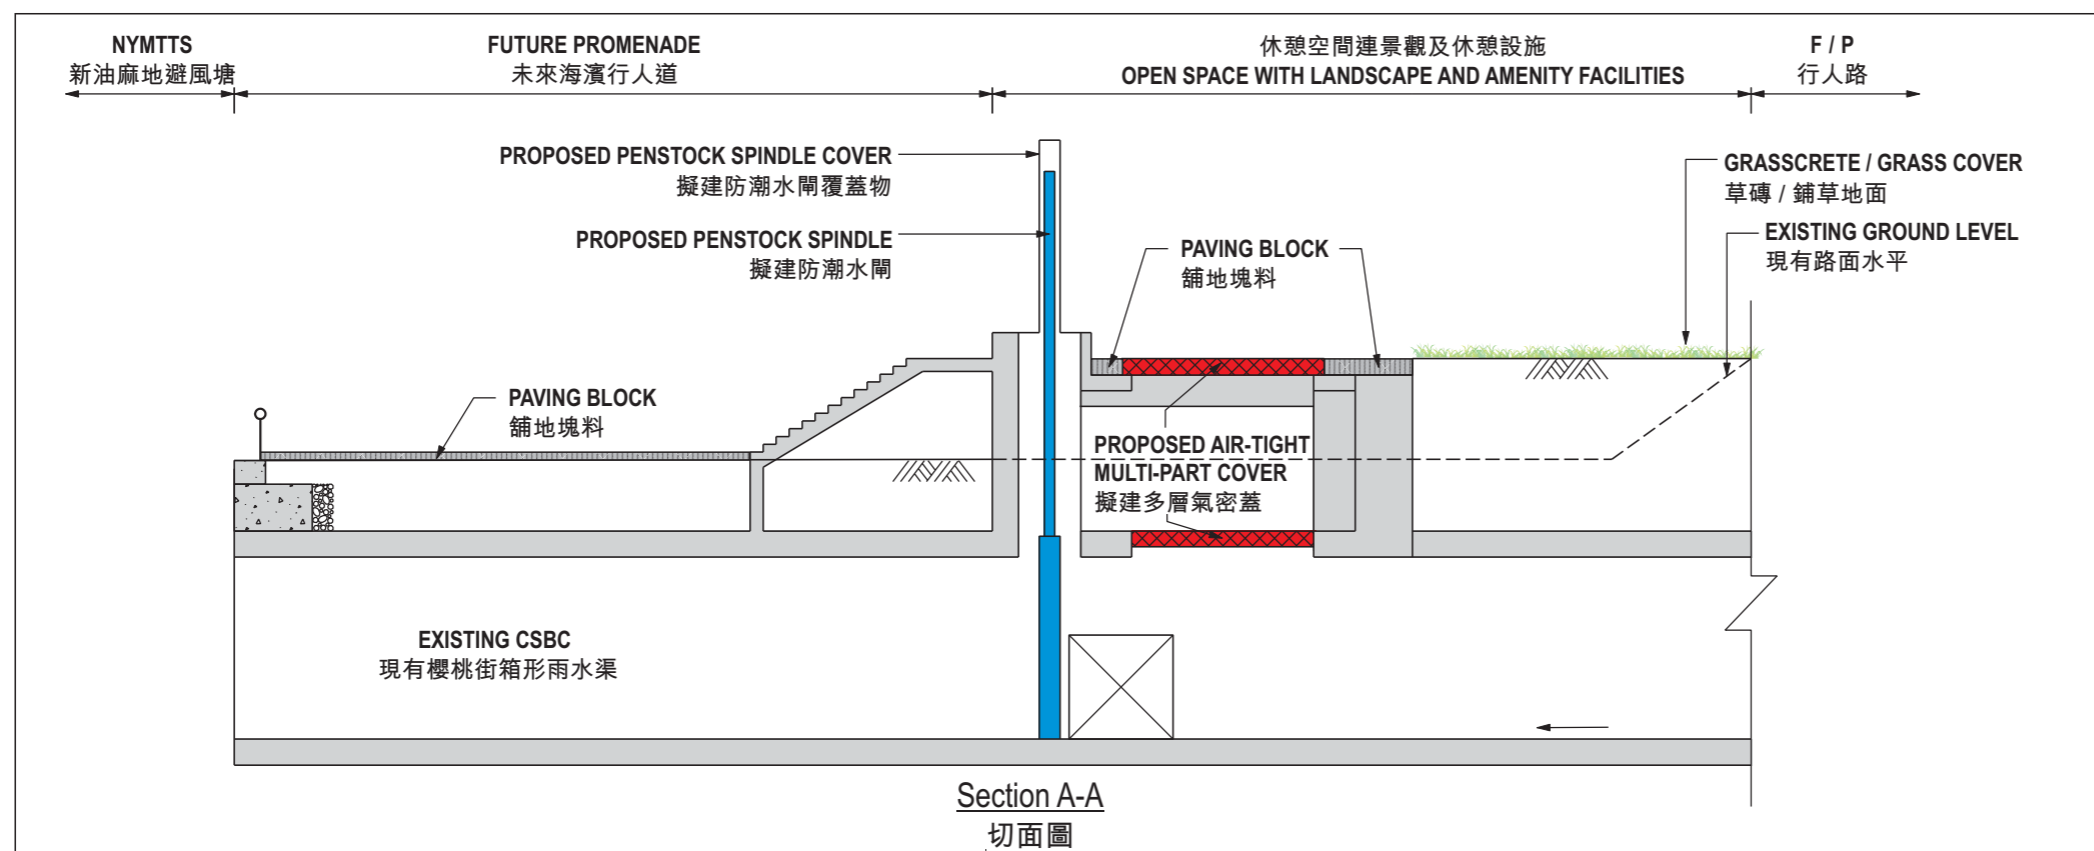 NYMTTS
新油麻地避風塘
FUTURE PROMENADE
未來海濱行人道
休憩空間連景觀及休憩設施
OPEN SPACE WITH LANDSCAPE AND AMENITY FACILITIES
F / P
行人路
PROPOSED PENSTOCK SPINDLE COVER
擬建防潮水閘覆蓋物
PROPOSED PENSTOCK SPINDLE
擬建防潮水閘
PAVING BLOCK
舖地塊料
GRASSCRETE / GRASS COVER
草磚 / 鋪草地面
EXISTING GROUND LEVEL
現有路面水平
PAVING BLOCK
舖地塊料
PROPOSED AIR-TIGHT
MULTI-PART COVER
擬建多層氣密蓋
EXISTING CSBC
現有櫻桃街箱形雨水渠
Section A-A
切面圖